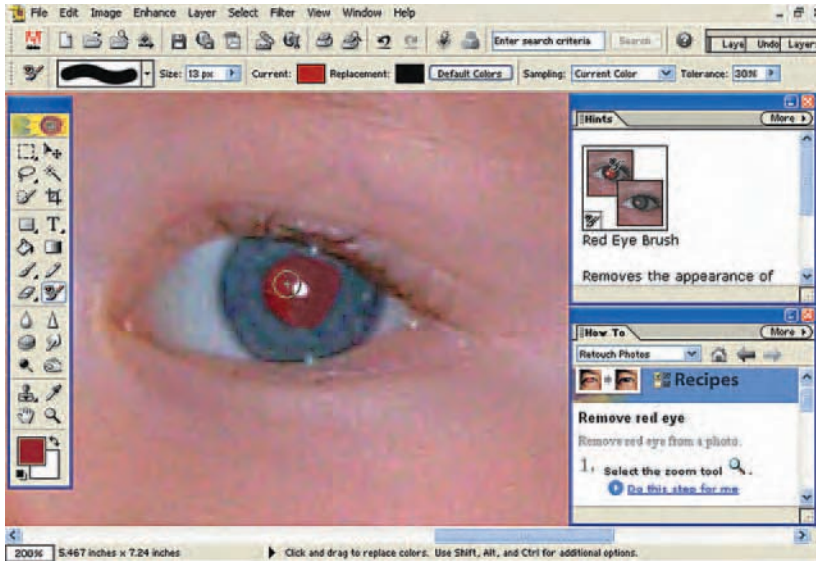 File Edit Image Enhance Layer Select Filter View Window Help
Enter search criteria Search Laye Undo Layer
Size: 13 px Current: Replacement: Default Colors Sampling: Current Color Tolerance: 30%
Hints More
Red Eye Brush
Removes the appearance of
How To More
Retouch Photos
Recipes
Remove red eye
Remove red eye from a photo.
1. Select the zoom tool .
Do this step for me
200% 5.467 inches x 7.24 inches Click and drag to replace colors. Use Shift, Alt, and Ctrl for additional options.